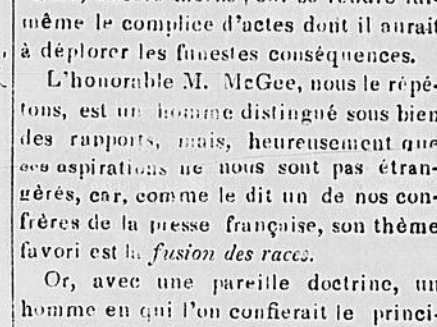 même le complice d'actes dont il aurait
à déplorer les funestes conséquences.
L'honorable M. McGee, nous le répé-
tons, est un homme distingué sous bien
des rapports, mais, heureusement que
ses aspirations ne nous sont pas étran-
gérés, car, comme le dit un de nos con-
frères de la presse française, son thème
favori est la fusion des races.
Or, avec une pareille doctrine, un
homme en qui l'on confierait le princi-